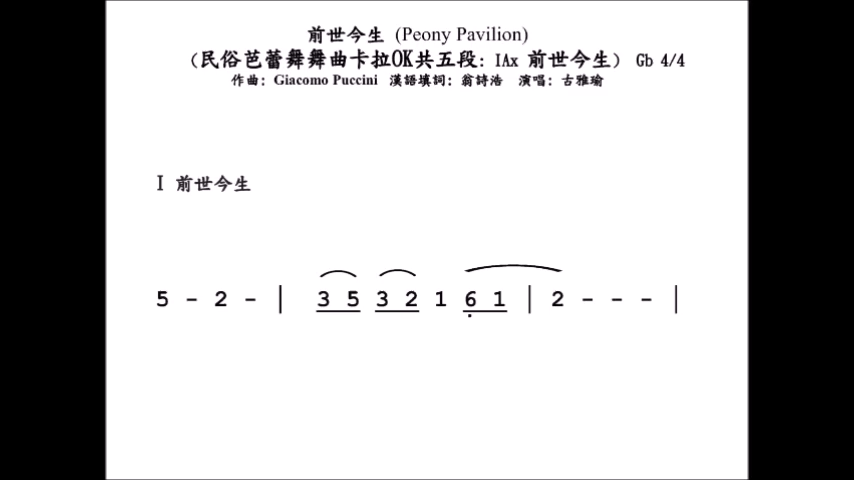 前世今生 (Peony Pavilion)
(民俗芭蕾舞舞曲卡拉OK共五段: IAx 前世今生) Gb 4/4
作曲: Giacomo Puccini 漢語填詞: 翁詩浩 演唱: 古雅瑜
I 前世今生
5 - 2 - | 3 5 3 2 1 6̣ 1 | 2 - - - |